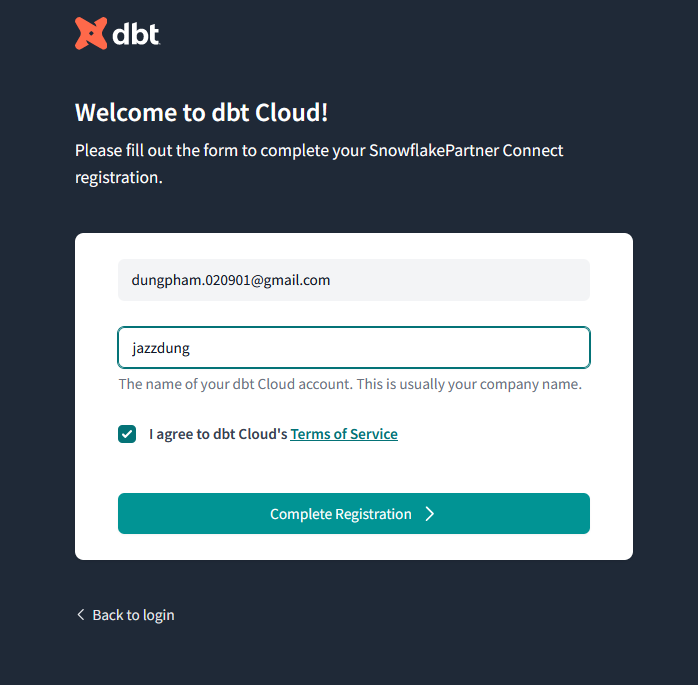 dbt
Welcome to dbt Cloud!
Please fill out the form to complete your SnowflakePartner Connect
registration.
dungpham.020901@gmail.com
jazzdung
The name of your dbt Cloud account. This is usually your company name.
I agree to dbt Cloud's Terms of Service
Complete Registration
Back to login